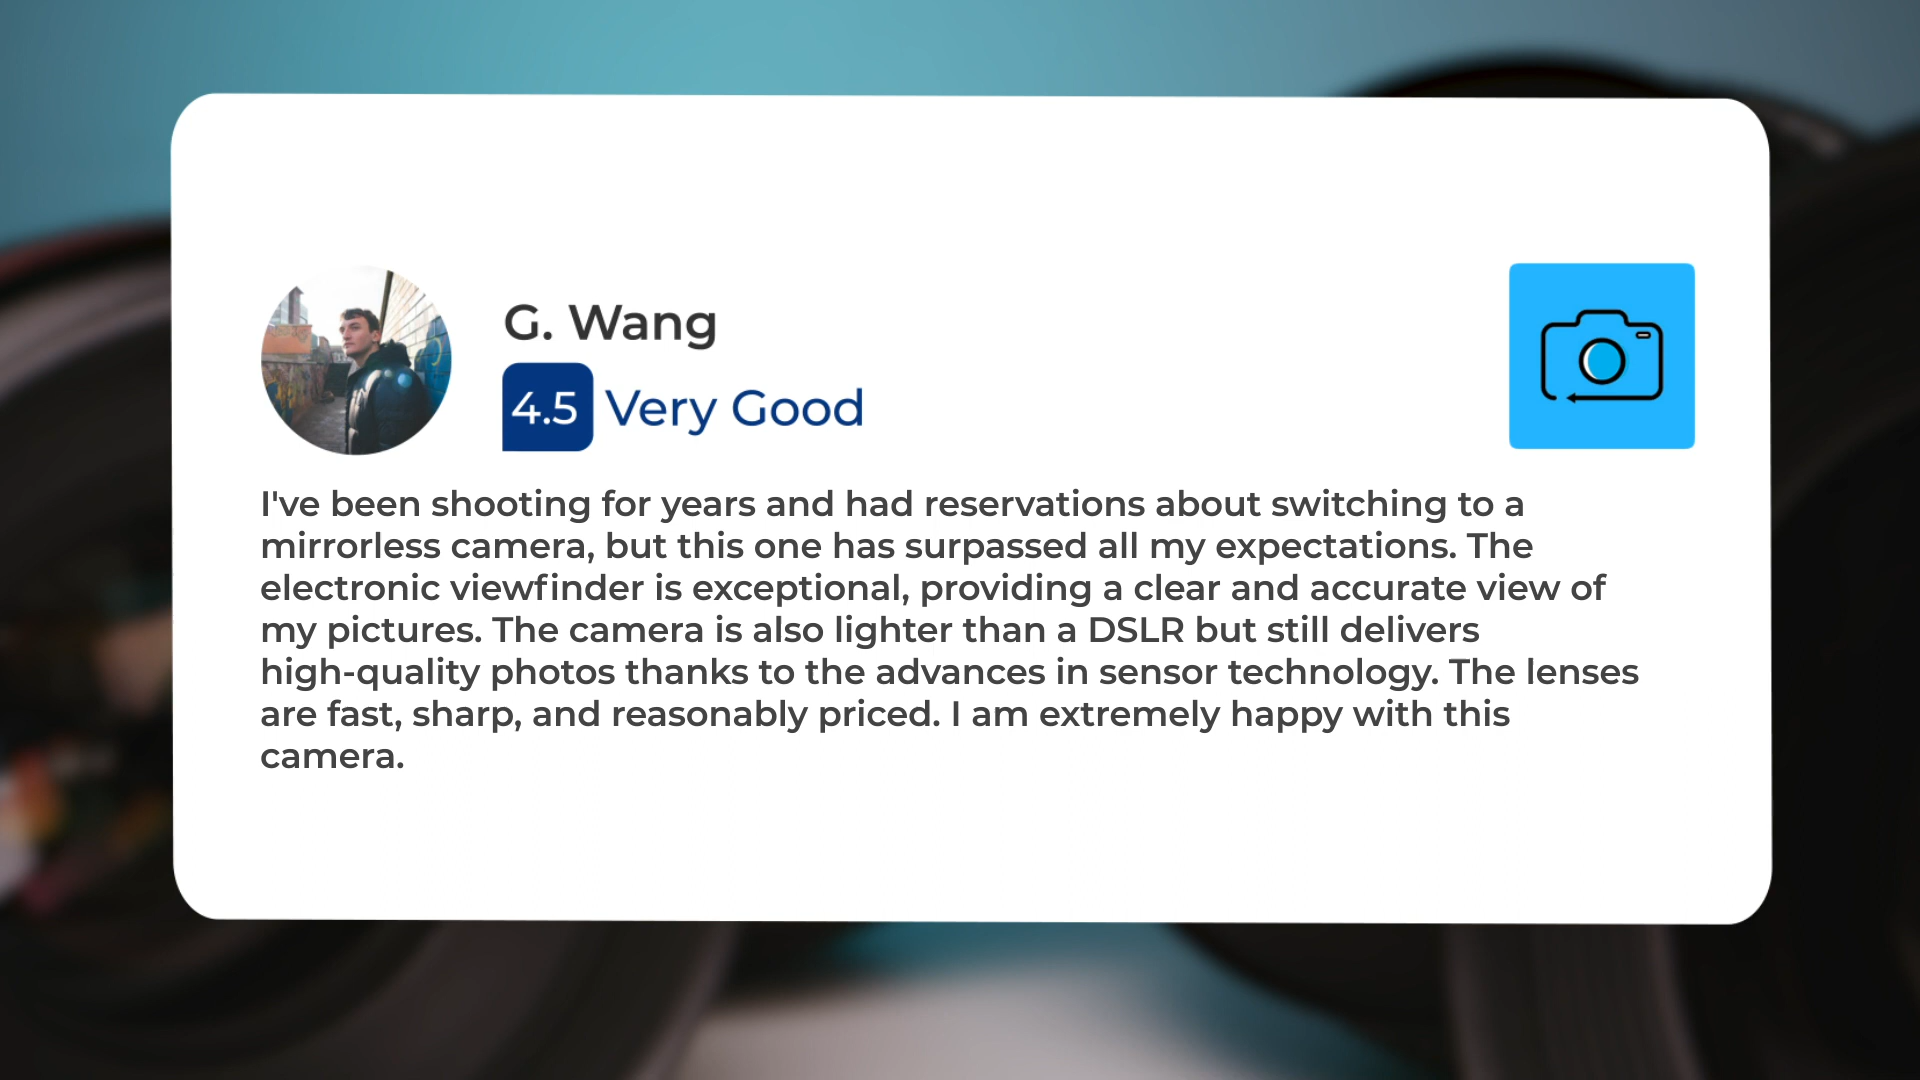 G. Wang
4.5 Very Good
I've been shooting for years and had reservations about switching to a
mirrorless camera, but this one has surpassed all my expectations. The
electronic viewfinder is exceptional, providing a clear and accurate view of
my pictures. The camera is also lighter than a DSLR but still delivers
high-quality photos thanks to the advances in sensor technology. The lenses
are fast, sharp, and reasonably priced. I am extremely happy with this
camera.